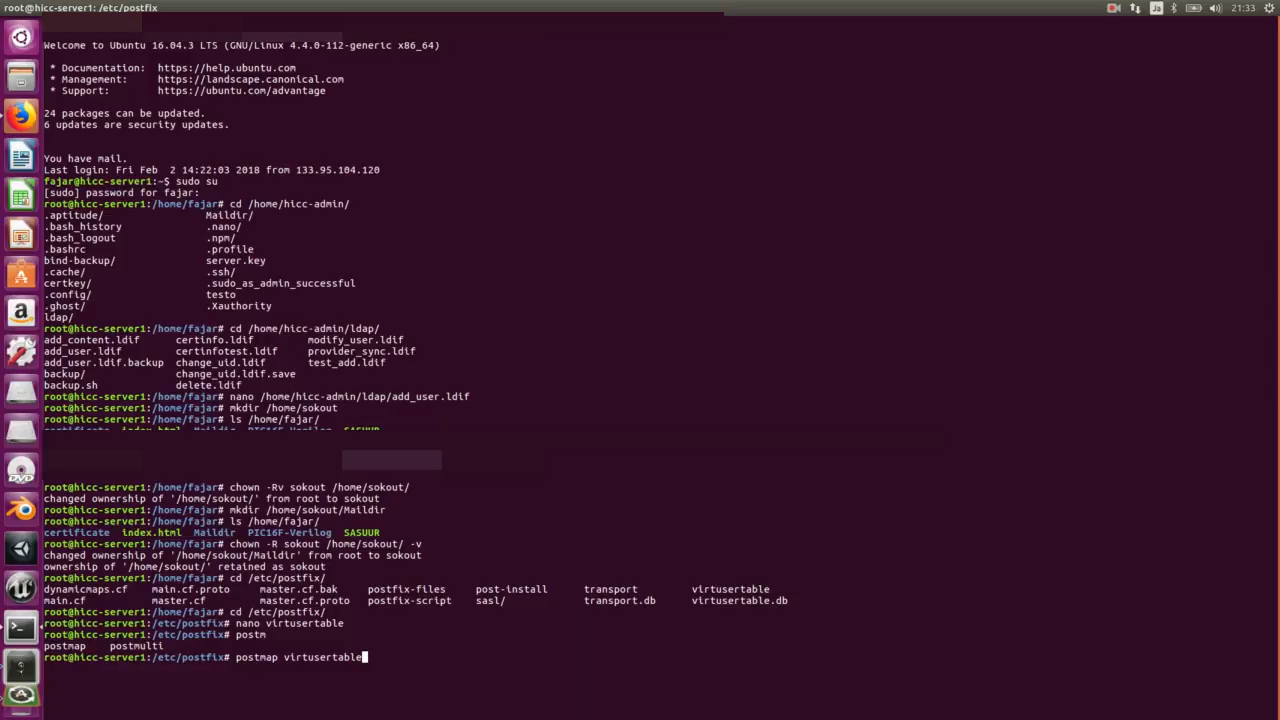 root@hicc-server1: /etc/postfix
Ja
21:33
Welcome to Ubuntu 16.04.3 LTS (GNU/Linux 4.4.0-112-generic x86_64)
* Documentation:  https://help.ubuntu.com
* Management:     https://landscape.canonical.com
* Support:        https://ubuntu.com/advantage
24 packages can be updated.
6 updates are security updates.
You have mail.
Last login: Fri Feb  2 14:22:03 2018 from 133.95.104.120
fajar@hicc-server1:~$ sudo su
[sudo] password for fajar:
root@hicc-server1:/home/fajar# cd /home/hicc-admin/
.aptitude/ Maildir/
.bash_history .nano/
.bash_logout .npm/
.bashrc .profile
bind-backup/ server.key
.cache/ .ssh/
certkey/ .sudo_as_admin_successful
.config/ testo
.ghost/ .Xauthority
ldap/
root@hicc-server1:/home/fajar# cd /home/hicc-admin/ldap/
add_content.ldif certinfo.ldif modify_user.ldif
add_user.ldif certinfotest.ldif provider_sync.ldif
add_user.ldif.backup change_uid.ldif test_add.ldif
backup/ change_uid.ldif.save
backup.sh delete.ldif
root@hicc-server1:/home/fajar# nano /home/hicc-admin/ldap/add_user.ldif
root@hicc-server1:/home/fajar# mkdir /home/sokout
root@hicc-server1:/home/fajar# ls /home/fajar/
certificate index.html Maildir PIC16F-Verilog SASUUR
root@hicc-server1:/home/fajar# chown -Rv sokout /home/sokout/
changed ownership of '/home/sokout/' from root to sokout
root@hicc-server1:/home/fajar# mkdir /home/sokout/Maildir
root@hicc-server1:/home/fajar# ls /home/fajar/
certificate index.html Maildir PIC16F-Verilog SASUUR
root@hicc-server1:/home/fajar# chown -R sokout /home/sokout/ -v
changed ownership of '/home/sokout/Maildir' from root to sokout
ownership of '/home/sokout/' retained as sokout
root@hicc-server1:/home/fajar# cd /etc/postfix/
dynamicmaps.cf main.cf.proto master.cf.bak postfix-files post-install transport virtusertable
main.cf master.cf master.cf.proto postfix-script sasl/ transport.db virtusertable.db
root@hicc-server1:/home/fajar# cd /etc/postfix/
root@hicc-server1:/etc/postfix# nano virtusertable
root@hicc-server1:/etc/postfix# postm
postmap postmulti
root@hicc-server1:/etc/postfix# postmap virtusertable